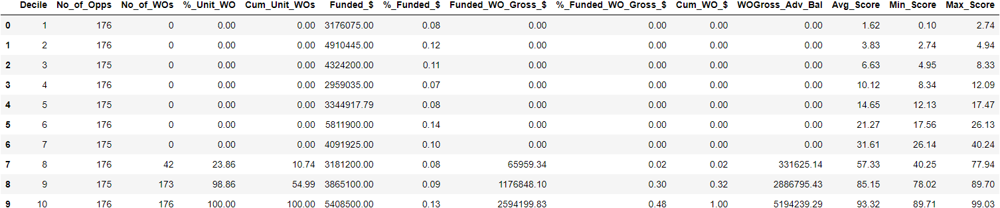 Decile No_of_Opps No_of_WOs %_Unit_WO Cum_Unit_WOs Funded_$ %_Funded_$ Funded_WO_Gross_$ %_Funded_WO_Gross_$ Cum_WO_$ WOGross_Adv_Bal Avg_Score Min_Score Max_Score
0 1 176 0 0.00 0.00 3176075.00 0.08 0.00 0.00 0.00 0.00 1.62 0.10 2.74
1 2 176 0 0.00 0.00 4910445.00 0.12 0.00 0.00 0.00 0.00 3.83 2.74 4.94
2 3 175 0 0.00 0.00 4324200.00 0.11 0.00 0.00 0.00 0.00 6.63 4.95 8.33
3 4 176 0 0.00 0.00 2959035.00 0.07 0.00 0.00 0.00 0.00 10.12 8.34 12.09
4 5 175 0 0.00 0.00 3344917.79 0.08 0.00 0.00 0.00 0.00 14.65 12.13 17.47
5 6 176 0 0.00 0.00 5811900.00 0.14 0.00 0.00 0.00 0.00 21.27 17.56 26.13
6 7 175 0 0.00 0.00 4091925.00 0.10 0.00 0.00 0.00 0.00 31.61 26.14 40.24
7 8 176 42 23.86 10.74 3181200.00 0.08 65959.34 0.02 0.02 331625.14 57.33 40.25 77.94
8 9 175 173 98.86 54.99 3865100.00 0.09 1176848.10 0.30 0.32 2886795.43 85.15 78.02 89.70
9 10 176 176 100.00 100.00 5408500.00 0.13 2594199.83 0.48 1.00 5194239.29 93.32 89.71 99.03